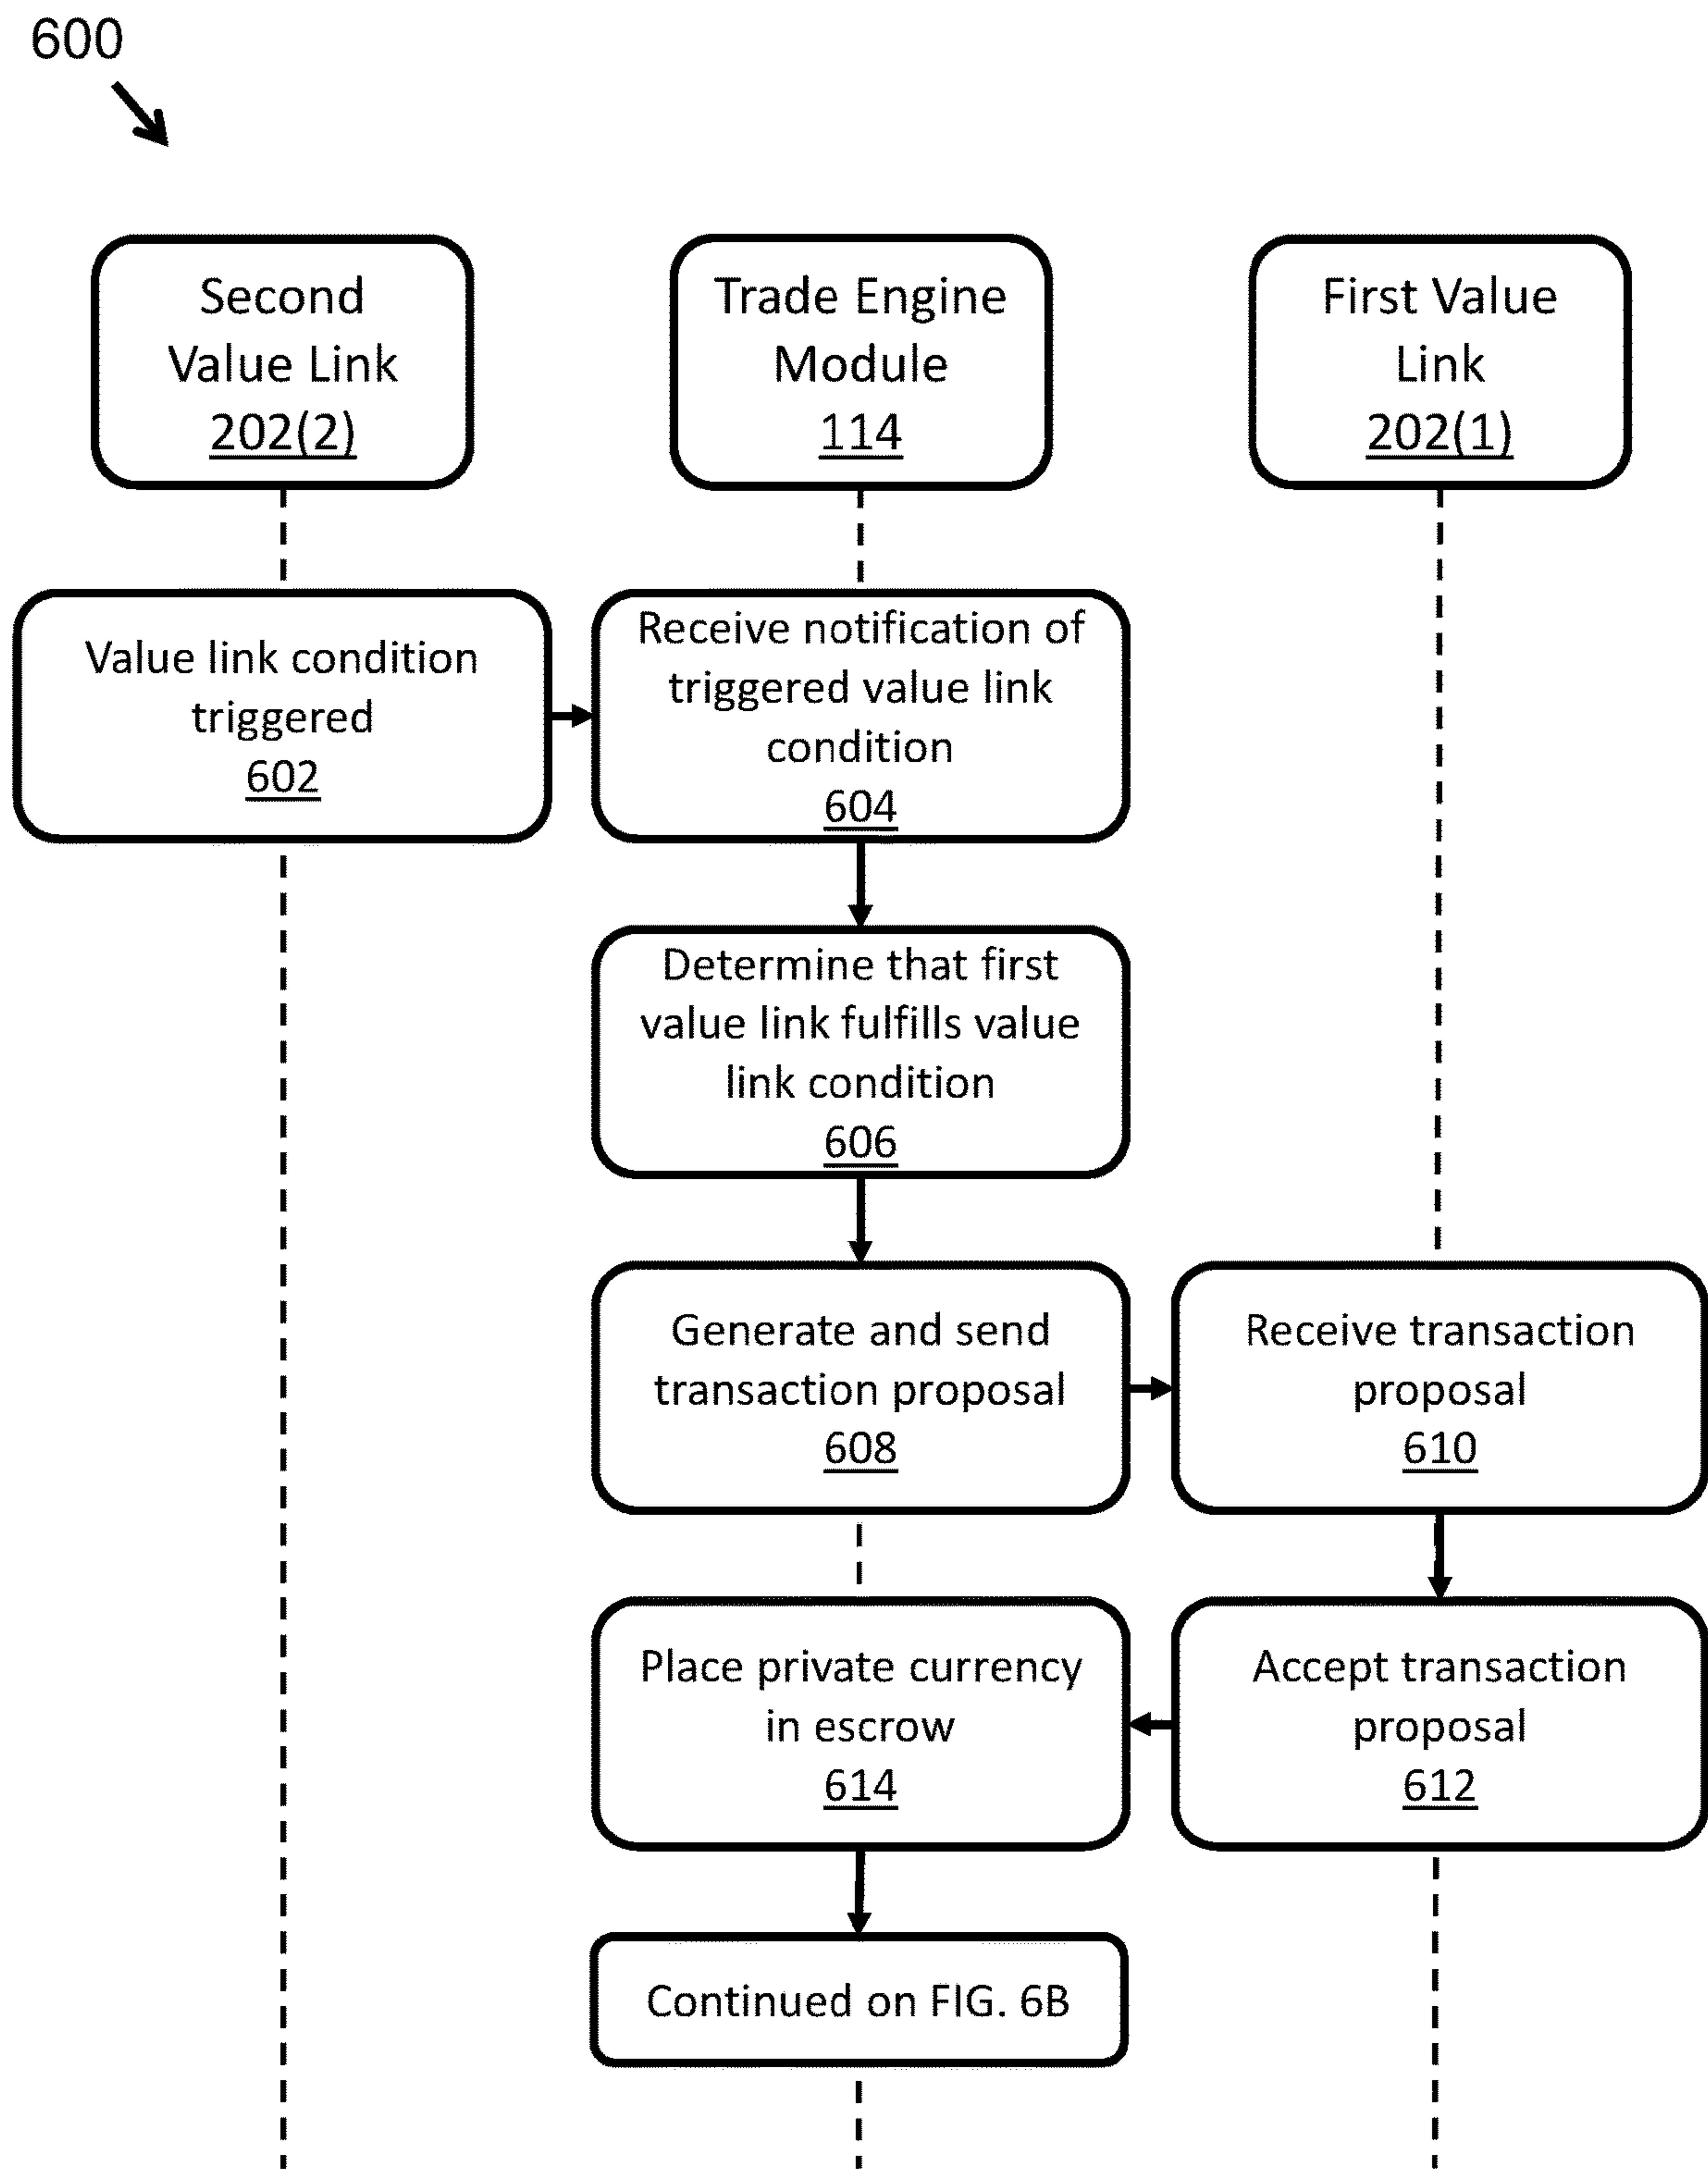 600
Second
Value Link
202(2)
Trade Engine
Module
114
First Value
Link
202(1)
Value link condition
triggered
602
Receive notification of
triggered value link
condition
604
Determine that first
value link fulfills value
link condition
606
Generate and send
transaction proposal
608
Receive transaction
proposal
610
Accept transaction
proposal
612
Place private currency
in escrow
614
Continued on FIG. 6B